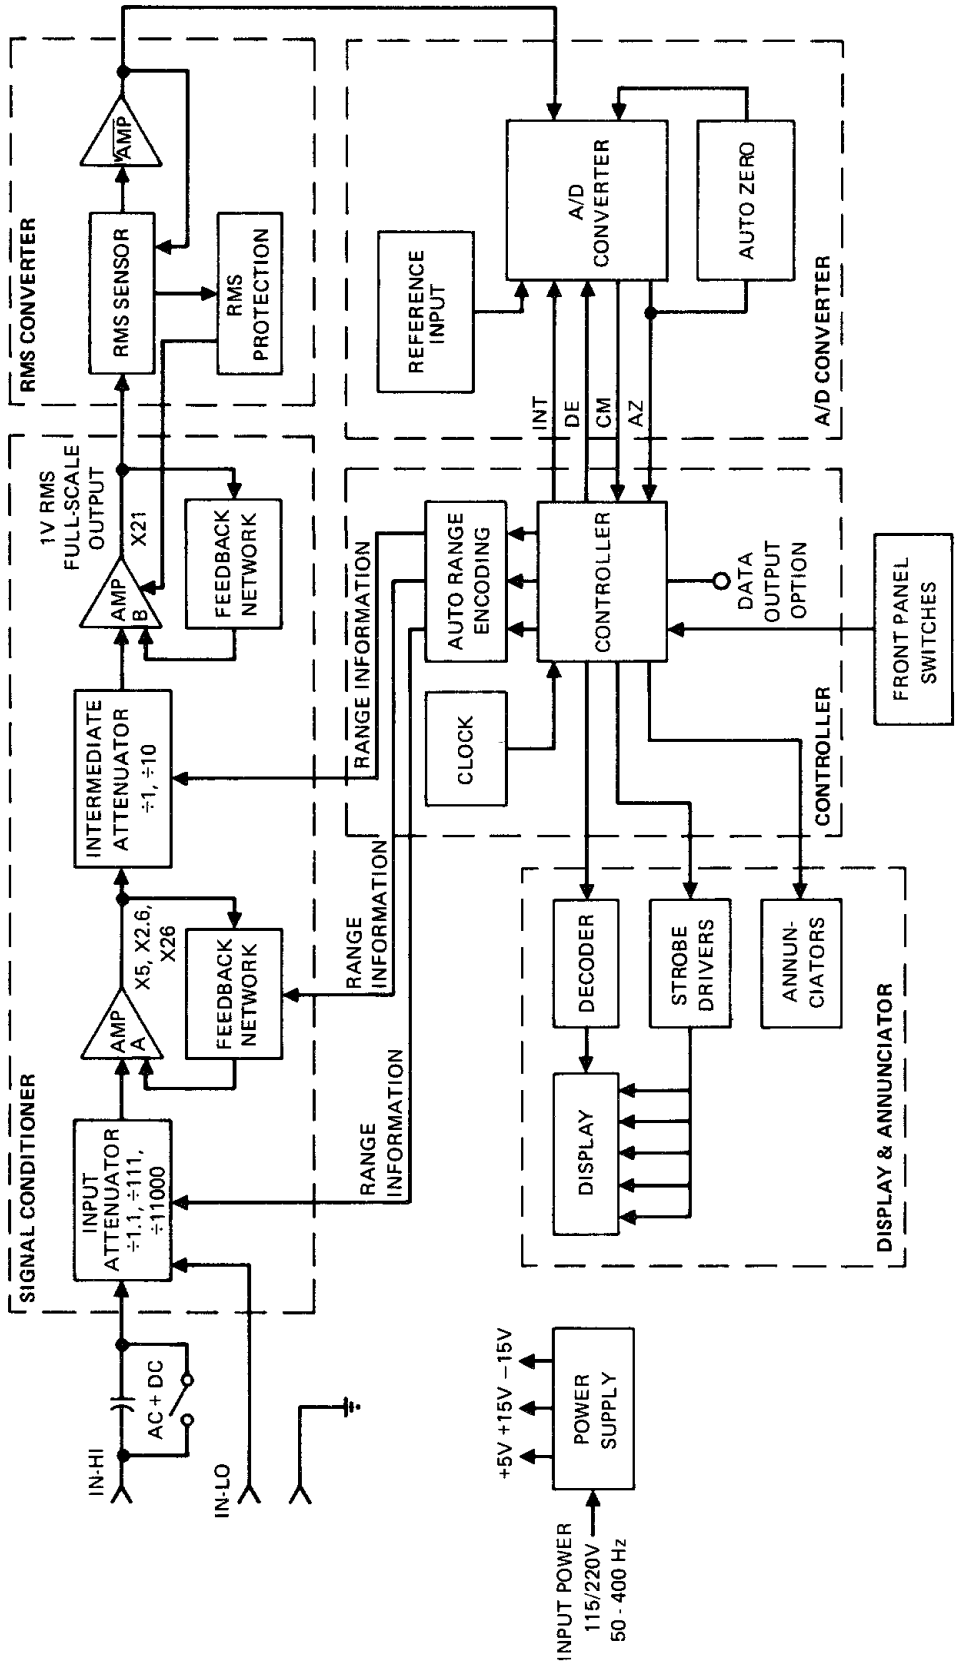 SIGNAL CONDITIONER
IN-HI
AC + DC
IN-LO
INPUT
ATTENUATOR
÷1.1, ÷111,
÷11000
AMP
A
X5, X2.6,
X26
FEEDBACK
NETWORK
INTERMEDIATE
ATTENUATOR
÷1, ÷10
AMP
B
X21
1V RMS
FULL-SCALE
OUTPUT
FEEDBACK
NETWORK
RMS CONVERTER
RMS SENSOR
AMP
RMS
PROTECTION
RANGE
INFORMATION
RANGE
INFORMATION
RANGE INFORMATION
INPUT POWER
115/220V
50 - 400 Hz
+5V +15V −15V
POWER
SUPPLY
DISPLAY
DECODER
STROBE
DRIVERS
ANNUN-
CIATORS
DISPLAY & ANNUNCIATOR
CLOCK
AUTO RANGE
ENCODING
CONTROLLER
DATA
OUTPUT
OPTION
CONTROLLER
FRONT PANEL
SWITCHES
INT
DE
CM
AZ
REFERENCE
INPUT
A/D
CONVERTER
AUTO ZERO
A/D CONVERTER